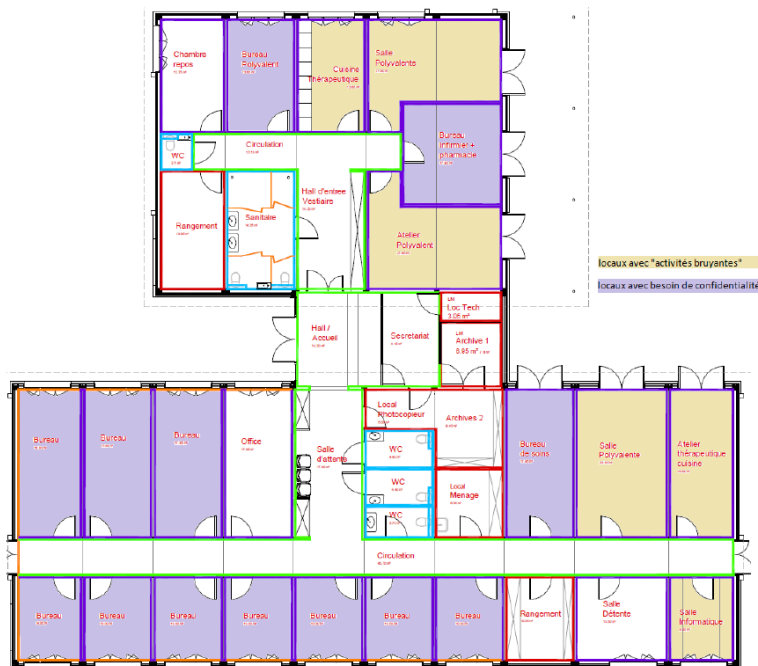 Chambre
repos
Bureau
Polyvalent
Cuisine
Thérapeutique
Salle
Polyvalente
WC
Circulation
Bureau
Infirmier +
pharmacie
Rangement
Sanitaire
Hall d'entree
Vestiaire
Atelier
Polyvalent
locaux avec "activités bruyantes"
locaux avec besoin de confidentialité
Hall /
Accueil
Secretariat
Loc Tech
3.05 m²
Archive 1
6.95 m²
Bureau
Bureau
Bureau
Office
Salle
d'attente
Local
Photocopieur
Archives 2
WC
WC
WC
Local
Menage
Bureau
de soins
Salle
Polyvalente
Atelier
thérapeutique
cuisine
Circulation
Bureau
Bureau
Bureau
Bureau
Bureau
Bureau
Bureau
Rangement
Salle
Détente
Salle
Informatique